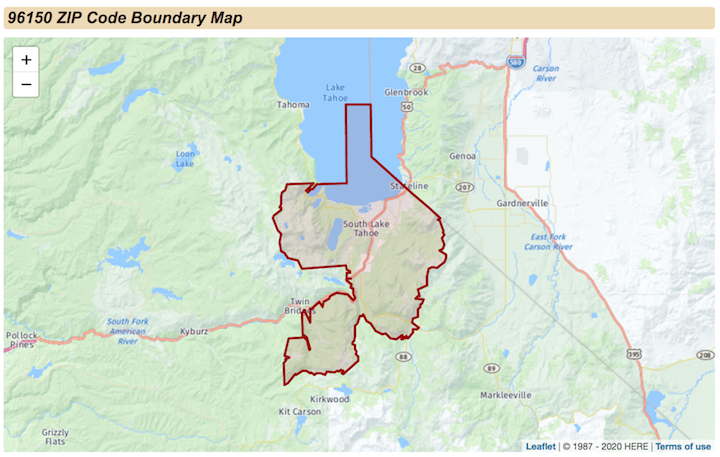 96150 ZIP Code Boundary Map
+
−
580
Carson
River
28
Lake
Tahoe
Glenbrook
Tahoma
50
Loon
Lake
Genoa
Stateline
207
Gardnerville
South Lake
Tahoe
East Fork
Carson River
Twin
Bridges
South Fork
American
River
Kyburz
Pollock
Pines
88
395
208
89
Markleeville
Kirkwood
Kit Carson
Grizzly
Flats
Leaflet | © 1987 - 2020 HERE | Terms of use